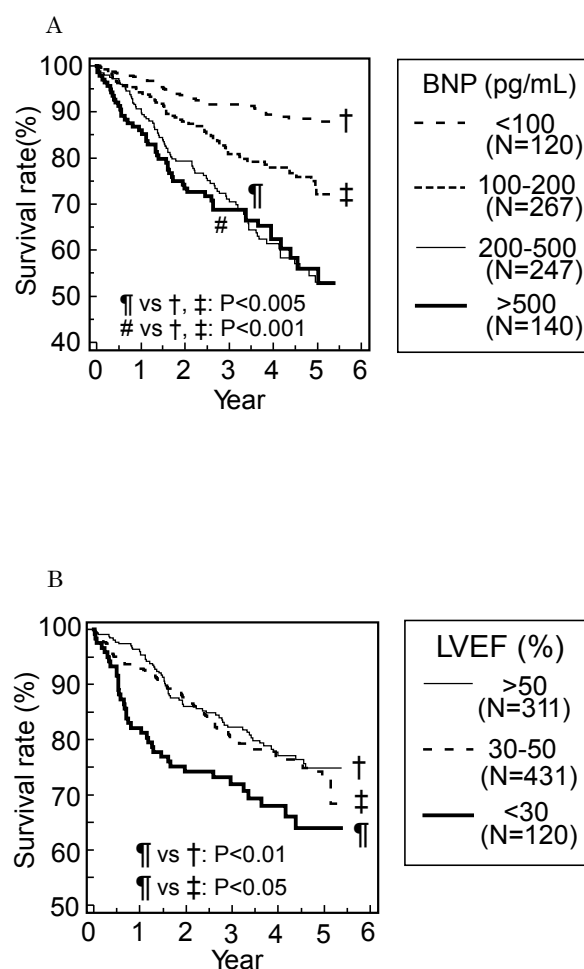 A
Survival rate(%)
100
90
80
70
60
50
40
†
‡
¶
#
¶ vs †, ‡: P<0.005
# vs †, ‡: P<0.001
0 1 2 3 4 5 6
Year
BNP (pg/mL)
<100
(N=120)
100-200
(N=267)
200-500
(N=247)
>500
(N=140)
B
Survival rate (%)
100
90
75
80
65
60
50
†
‡
¶
¶ vs †: P<0.01
¶ vs ‡: P<0.05
0 1 2 3 4 5 6
Year
LVEF (%)
>50
(N=311)
30-50
(N=431)
<30
(N=120)